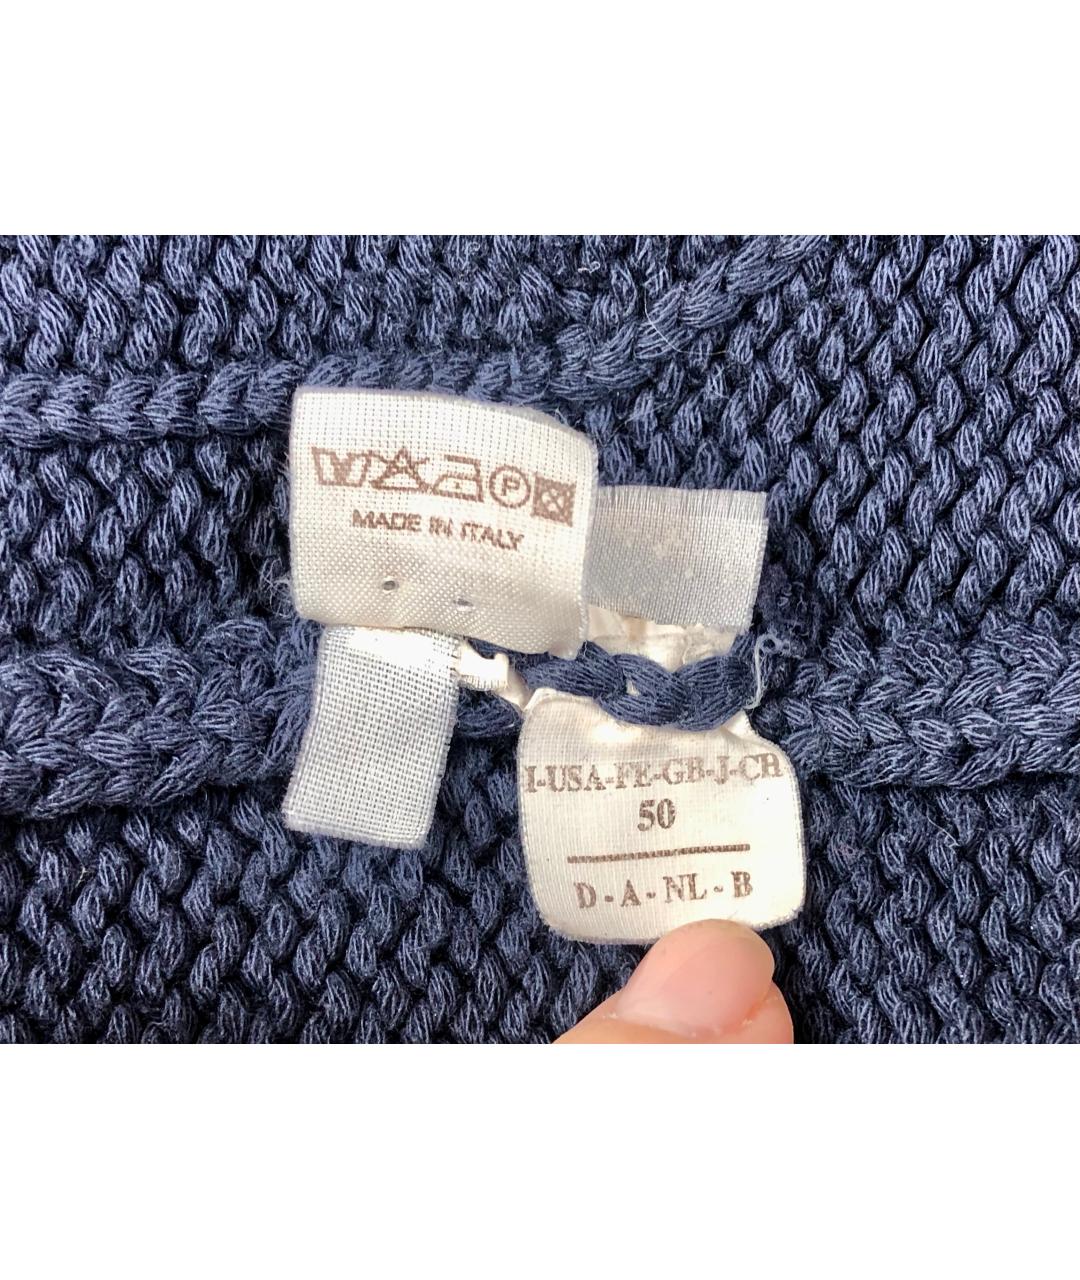 P
MADE IN ITALY
I-USA-FE-GB-J-CH
50
D - A - NL - B